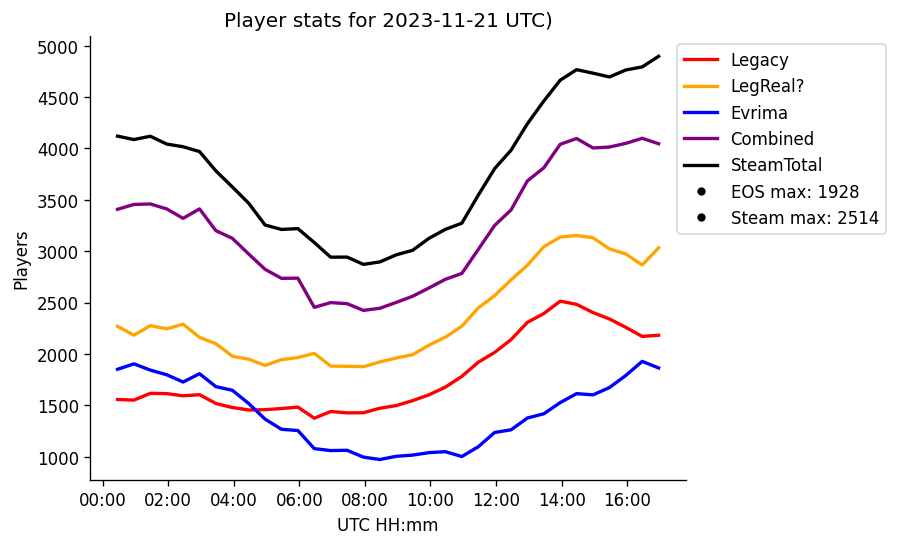 Player stats for 2023-11-21 UTC)
5000
4500
4000
3500
3000
2500
2000
1500
1000
Players
00:00 02:00 04:00 06:00 08:00 10:00 12:00 14:00 16:00
UTC HH:mm
Legacy
LegReal?
Evrima
Combined
SteamTotal
EOS max: 1928
Steam max: 2514